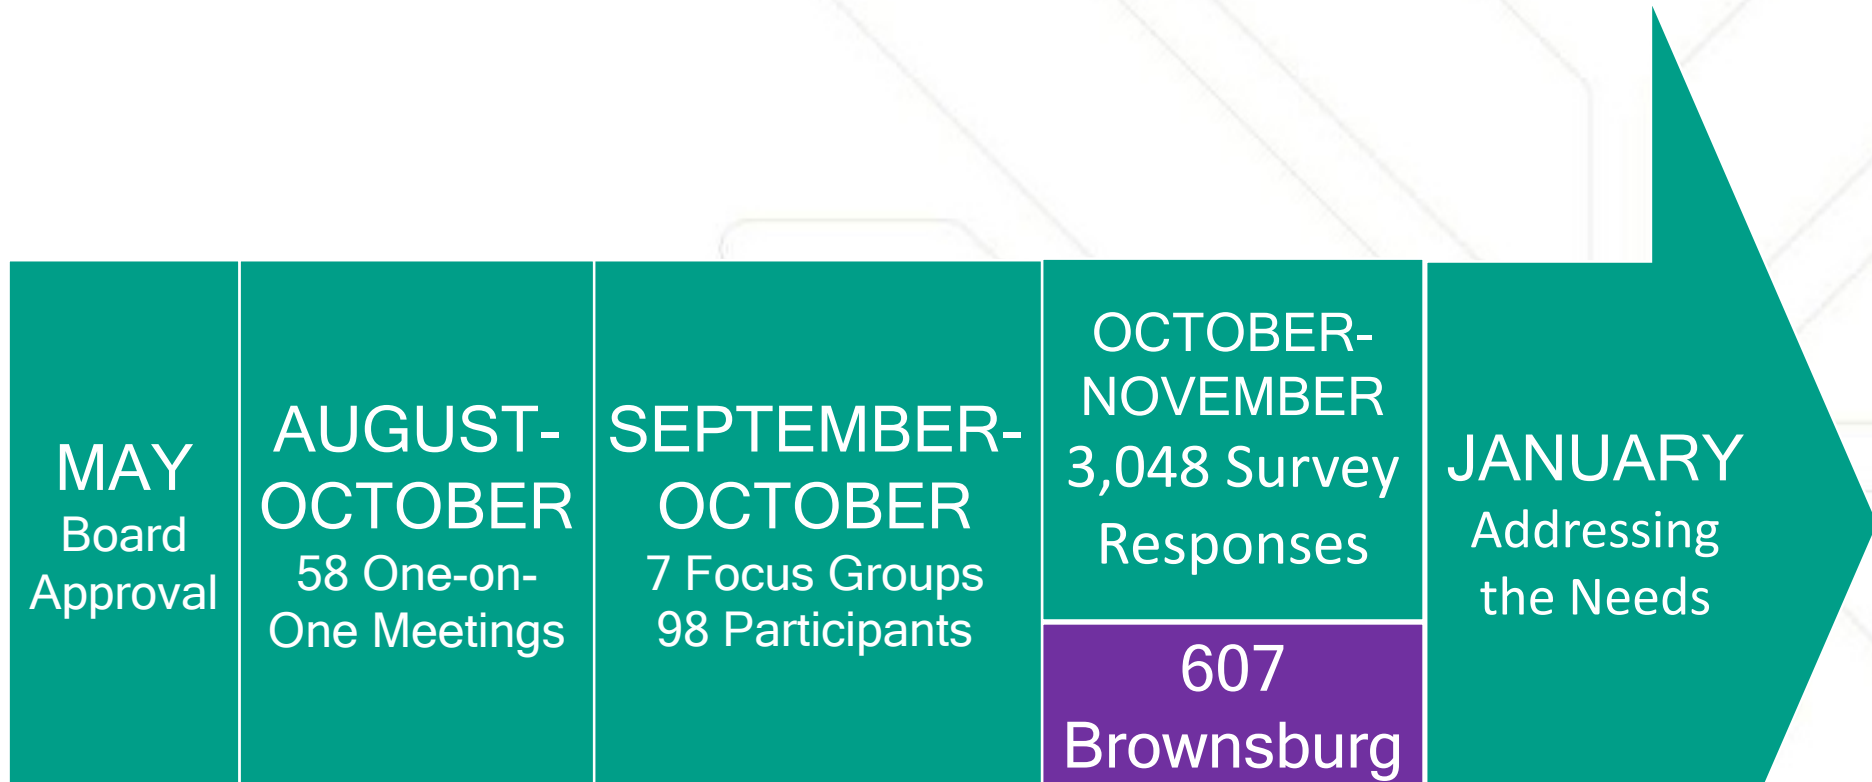 MAY
Board
Approval
AUGUST-
OCTOBER
58 One-on-
One Meetings
SEPTEMBER-
OCTOBER
7 Focus Groups
98 Participants
OCTOBER-
NOVEMBER
3,048 Survey
Responses
607
Brownsburg
JANUARY
Addressing
the Needs